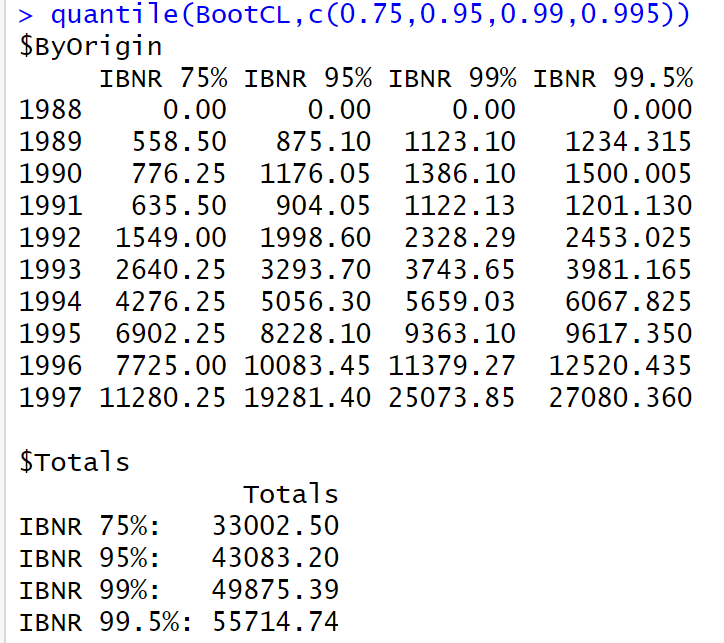 > quantile(BootCL,c(0.75,0.95,0.99,0.995))
$ByOrigin
     IBNR 75% IBNR 95% IBNR 99% IBNR 99.5%
1988     0.00     0.00     0.00      0.000
1989   558.50   875.10  1123.10   1234.315
1990   776.25  1176.05  1386.10   1500.005
1991   635.50   904.05  1122.13   1201.130
1992  1549.00  1998.60  2328.29   2453.025
1993  2640.25  3293.70  3743.65   3981.165
1994  4276.25  5056.30  5659.03   6067.825
1995  6902.25  8228.10  9363.10   9617.350
1996  7725.00 10083.45 11379.27  12520.435
1997 11280.25 19281.40 25073.85  27080.360

$Totals
              Totals
IBNR 75%:   33002.50
IBNR 95%:   43083.20
IBNR 99%:   49875.39
IBNR 99.5%: 55714.74